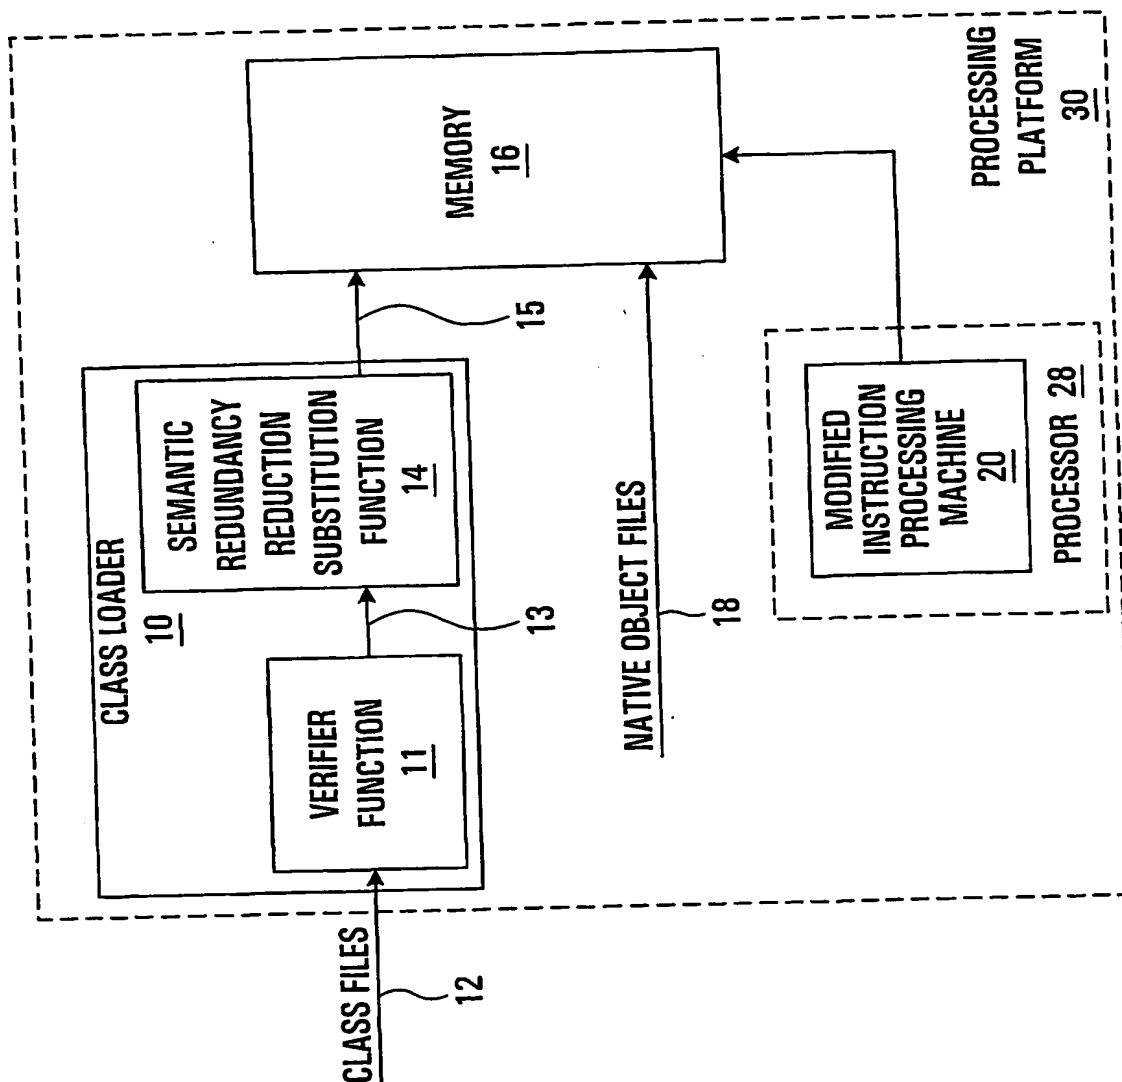 CLASS FILES
12
CLASS LOADER
10
VERIFIER
FUNCTION
11
13
SEMANTIC
REDUNDANCY
REDUCTION
SUBSTITUTION
FUNCTION
14
15
MEMORY
16
NATIVE OBJECT FILES
18
MODIFIED
INSTRUCTION
PROCESSING
MACHINE
20
PROCESSOR 28
PROCESSING
PLATFORM
30